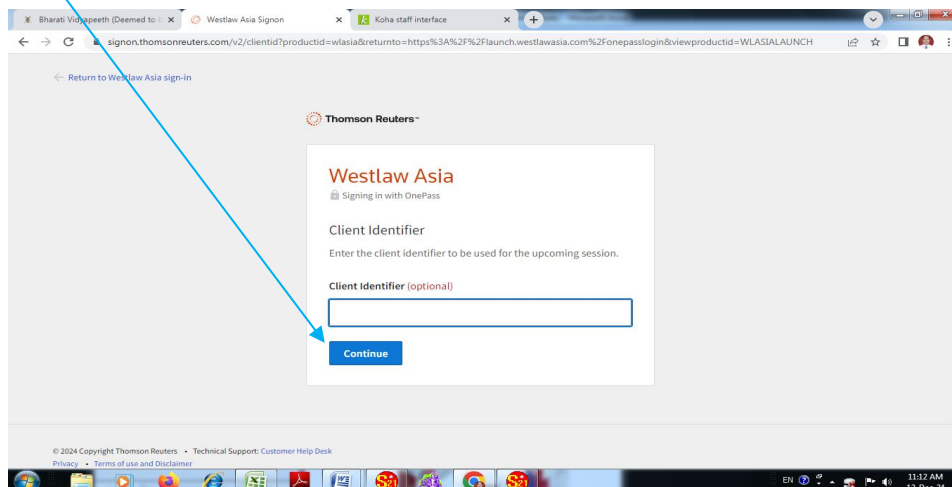 Bharati Vidyapeeth (Deemed to
Westlaw Asia Signon
Koha staff interface
signon.thomsonreuters.com/v2/clientid?productid=wlasia&returnto=https%3A%2F%2Flaunch.westlawasia.com%2Fonepasslogin&viewproductid=WLASIALAUNCH
Return to Westlaw Asia sign-in
Thomson Reuters™
Westlaw Asia
Signing in with OnePass
Client Identifier
Enter the client identifier to be used for the upcoming session.
Client Identifier (optional)
Continue
© 2024 Copyright Thomson Reuters • Technical Support: Customer Help Desk
Privacy • Terms of use and Disclaimer
EN
11:12 AM